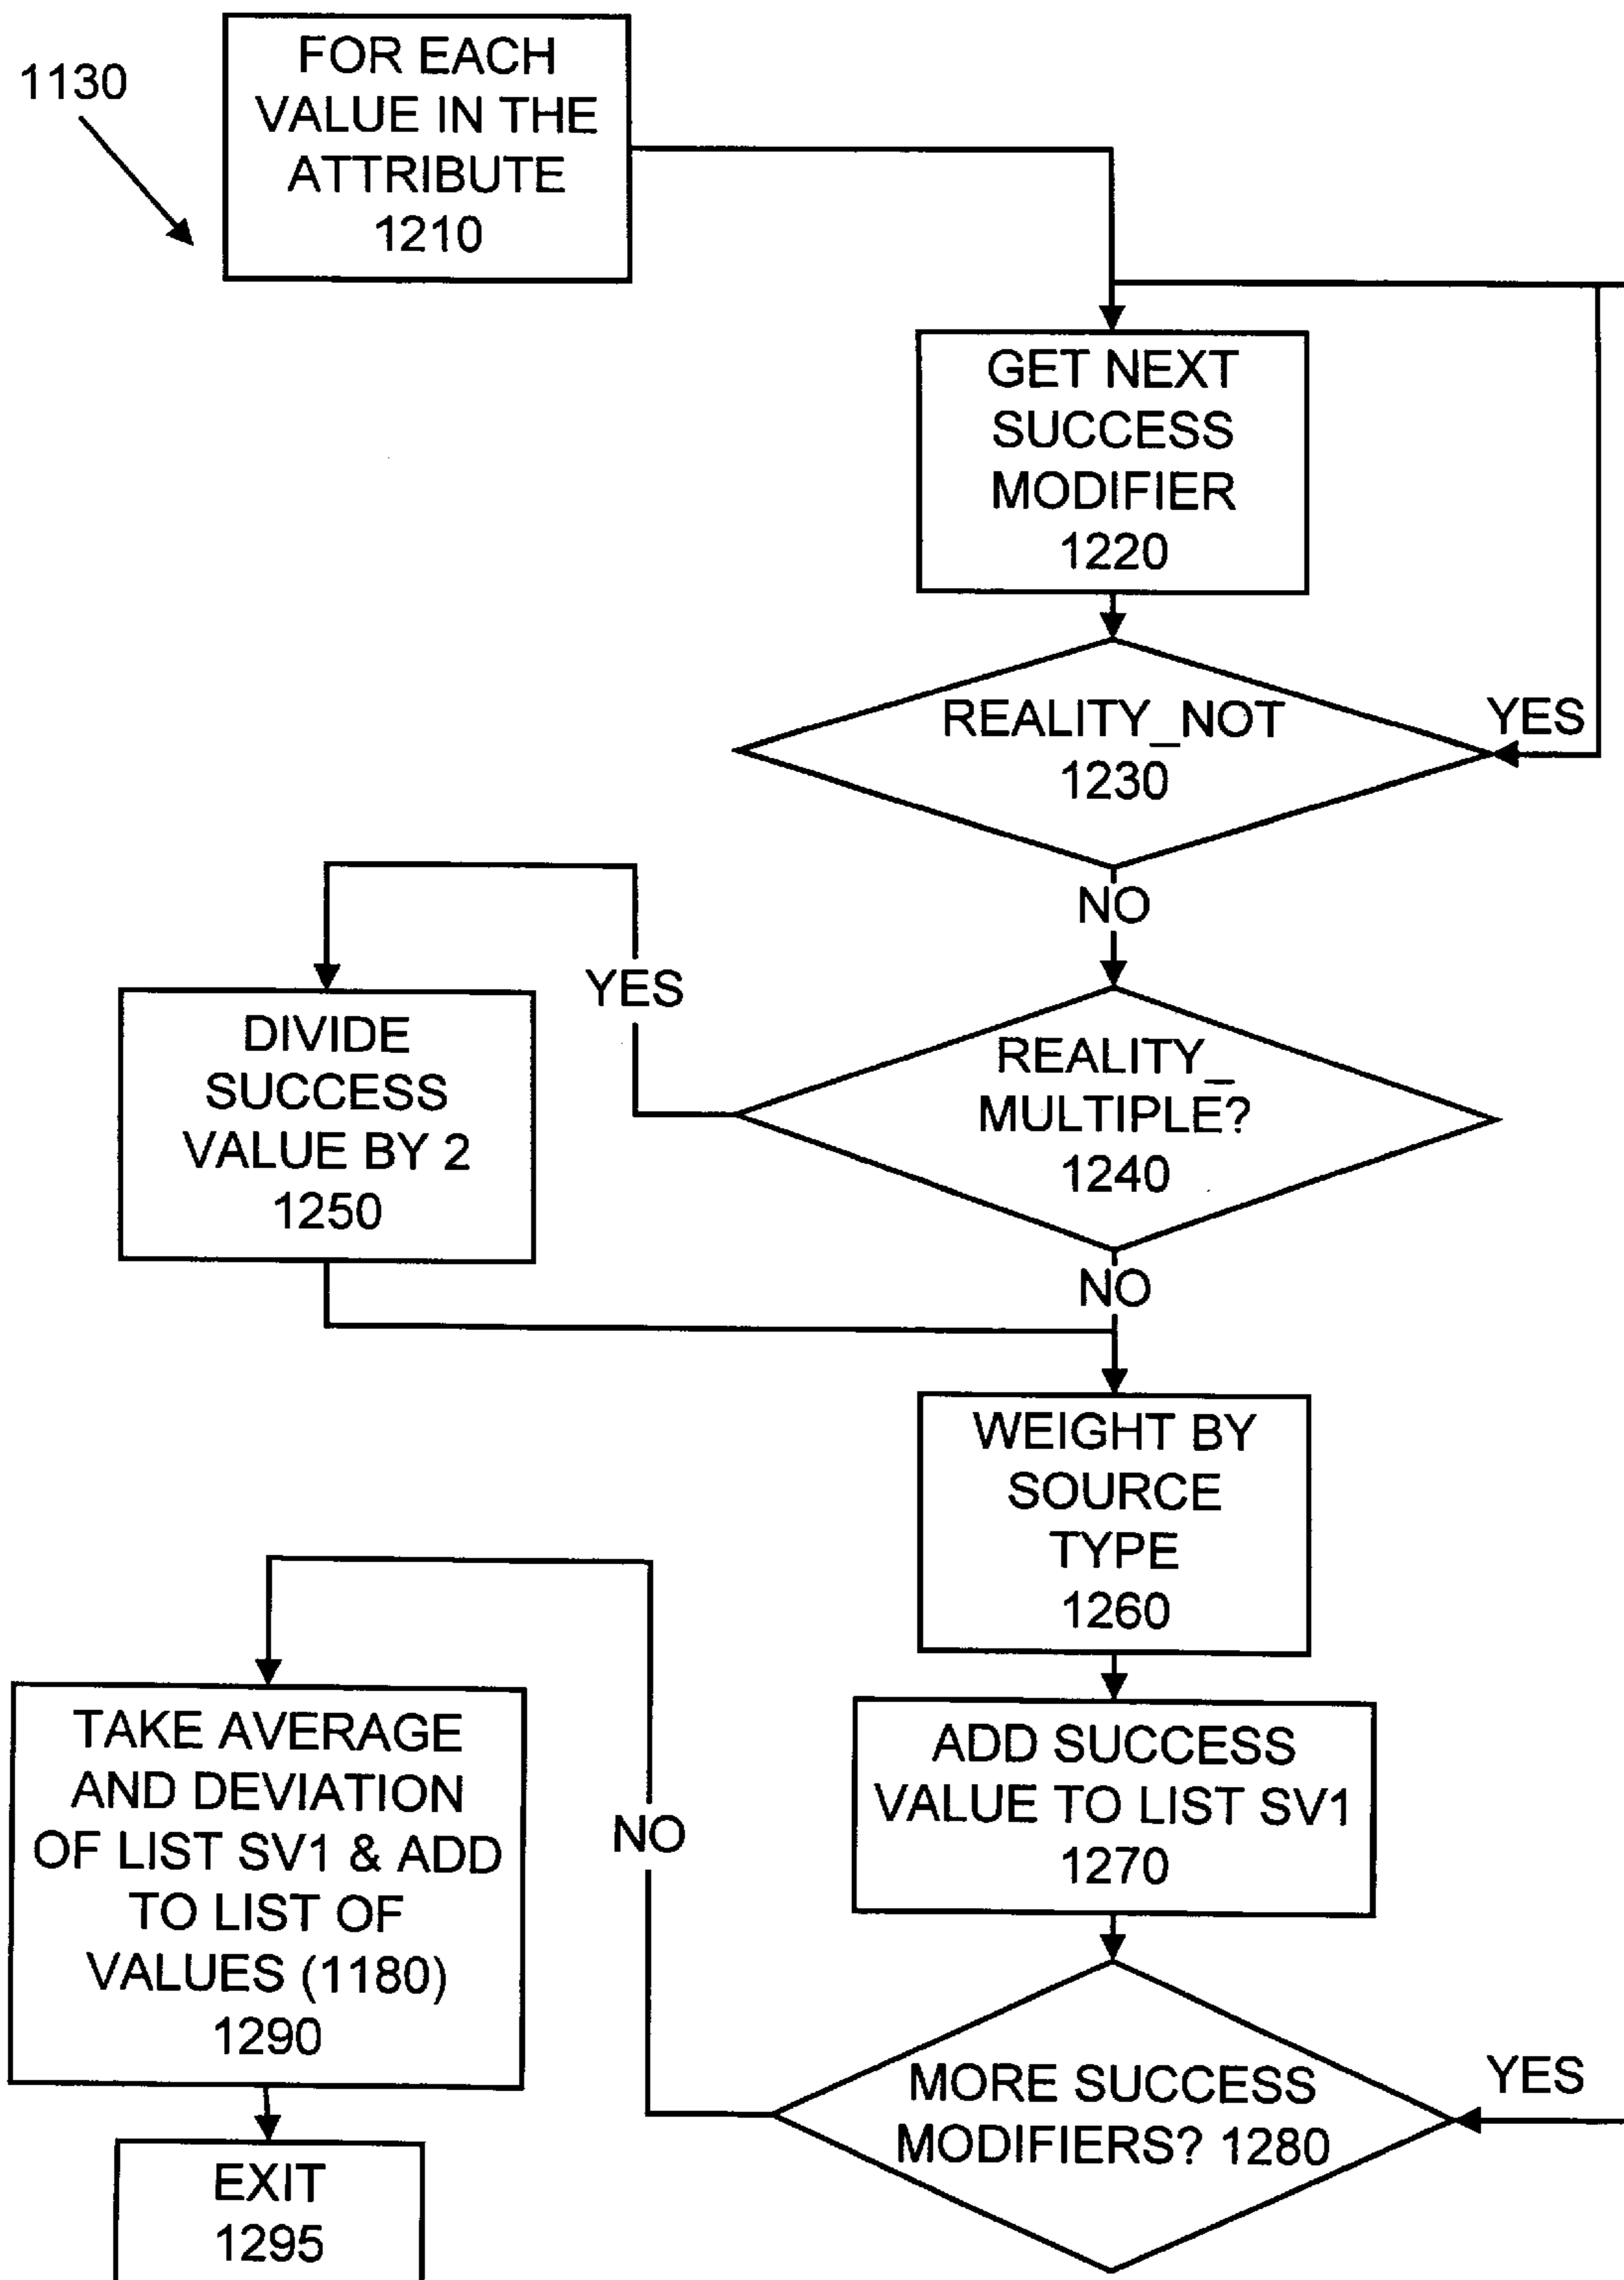 1130
FOR EACH
VALUE IN THE
ATTRIBUTE
1210
GET NEXT
SUCCESS
MODIFIER
1220
REALITY_NOT
1230
YES
NO
YES
REALITY_
MULTIPLE?
1240
DIVIDE
SUCCESS
VALUE BY 2
1250
NO
WEIGHT BY
SOURCE
TYPE
1260
ADD SUCCESS
VALUE TO LIST SV1
1270
MORE SUCCESS
MODIFIERS? 1280
YES
NO
TAKE AVERAGE
AND DEVIATION
OF LIST SV1 & ADD
TO LIST OF
VALUES (1180)
1290
EXIT
1295